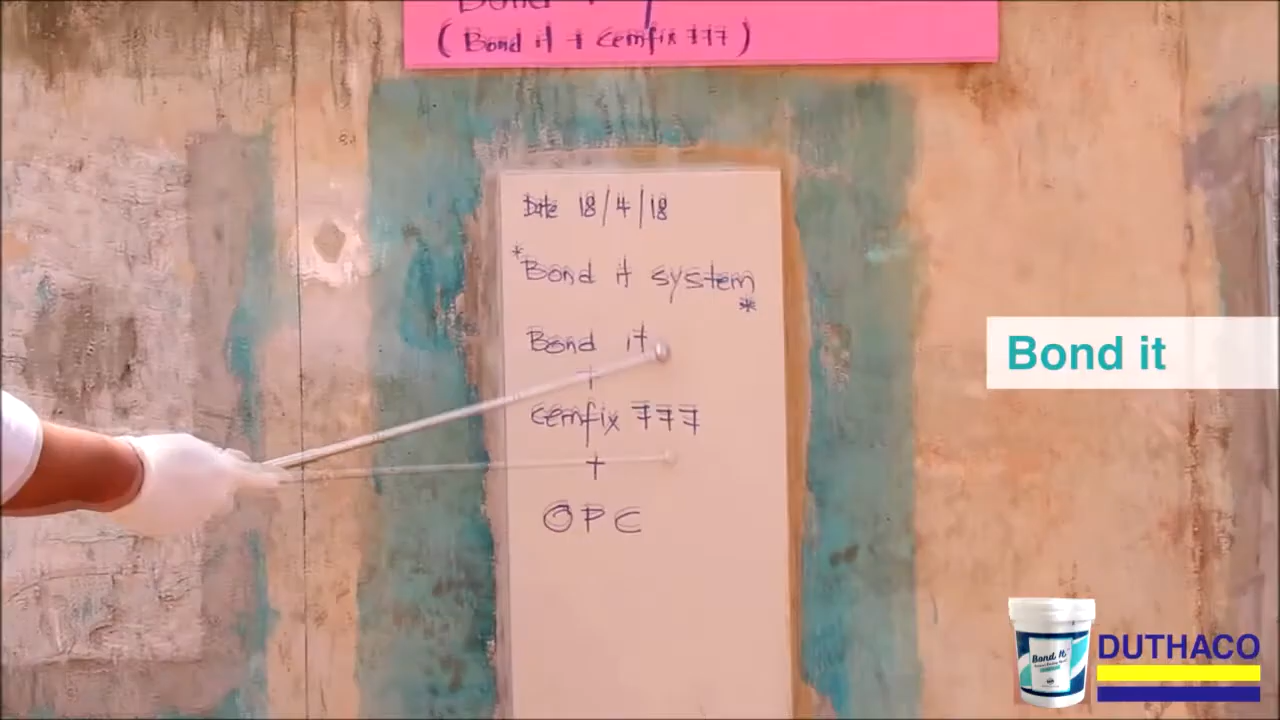 Bond
( Bond it + cemfix 777 )
Date 18/4/18
*Bond it system
*
Bond it
+
cemfix 777
+
OPC
Bond it
Bond It
DUTHACO